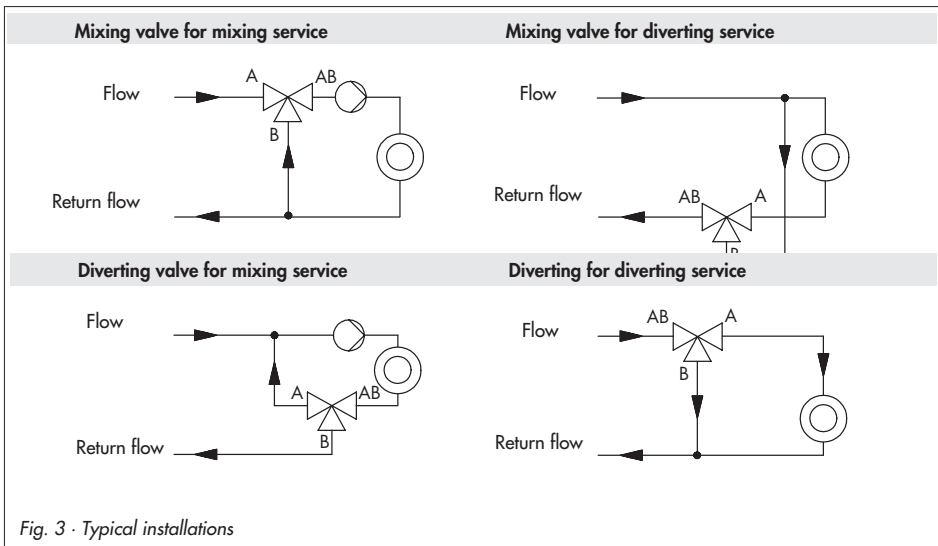 Mixing valve for mixing service
Flow
A
AB
B
Return flow
Mixing valve for diverting service
Flow
AB
A
Return flow
Diverting valve for mixing service
Flow
A
AB
B
Return flow
Diverting for diverting service
Flow
AB
A
B
Return flow
Fig. 3 · Typical installations